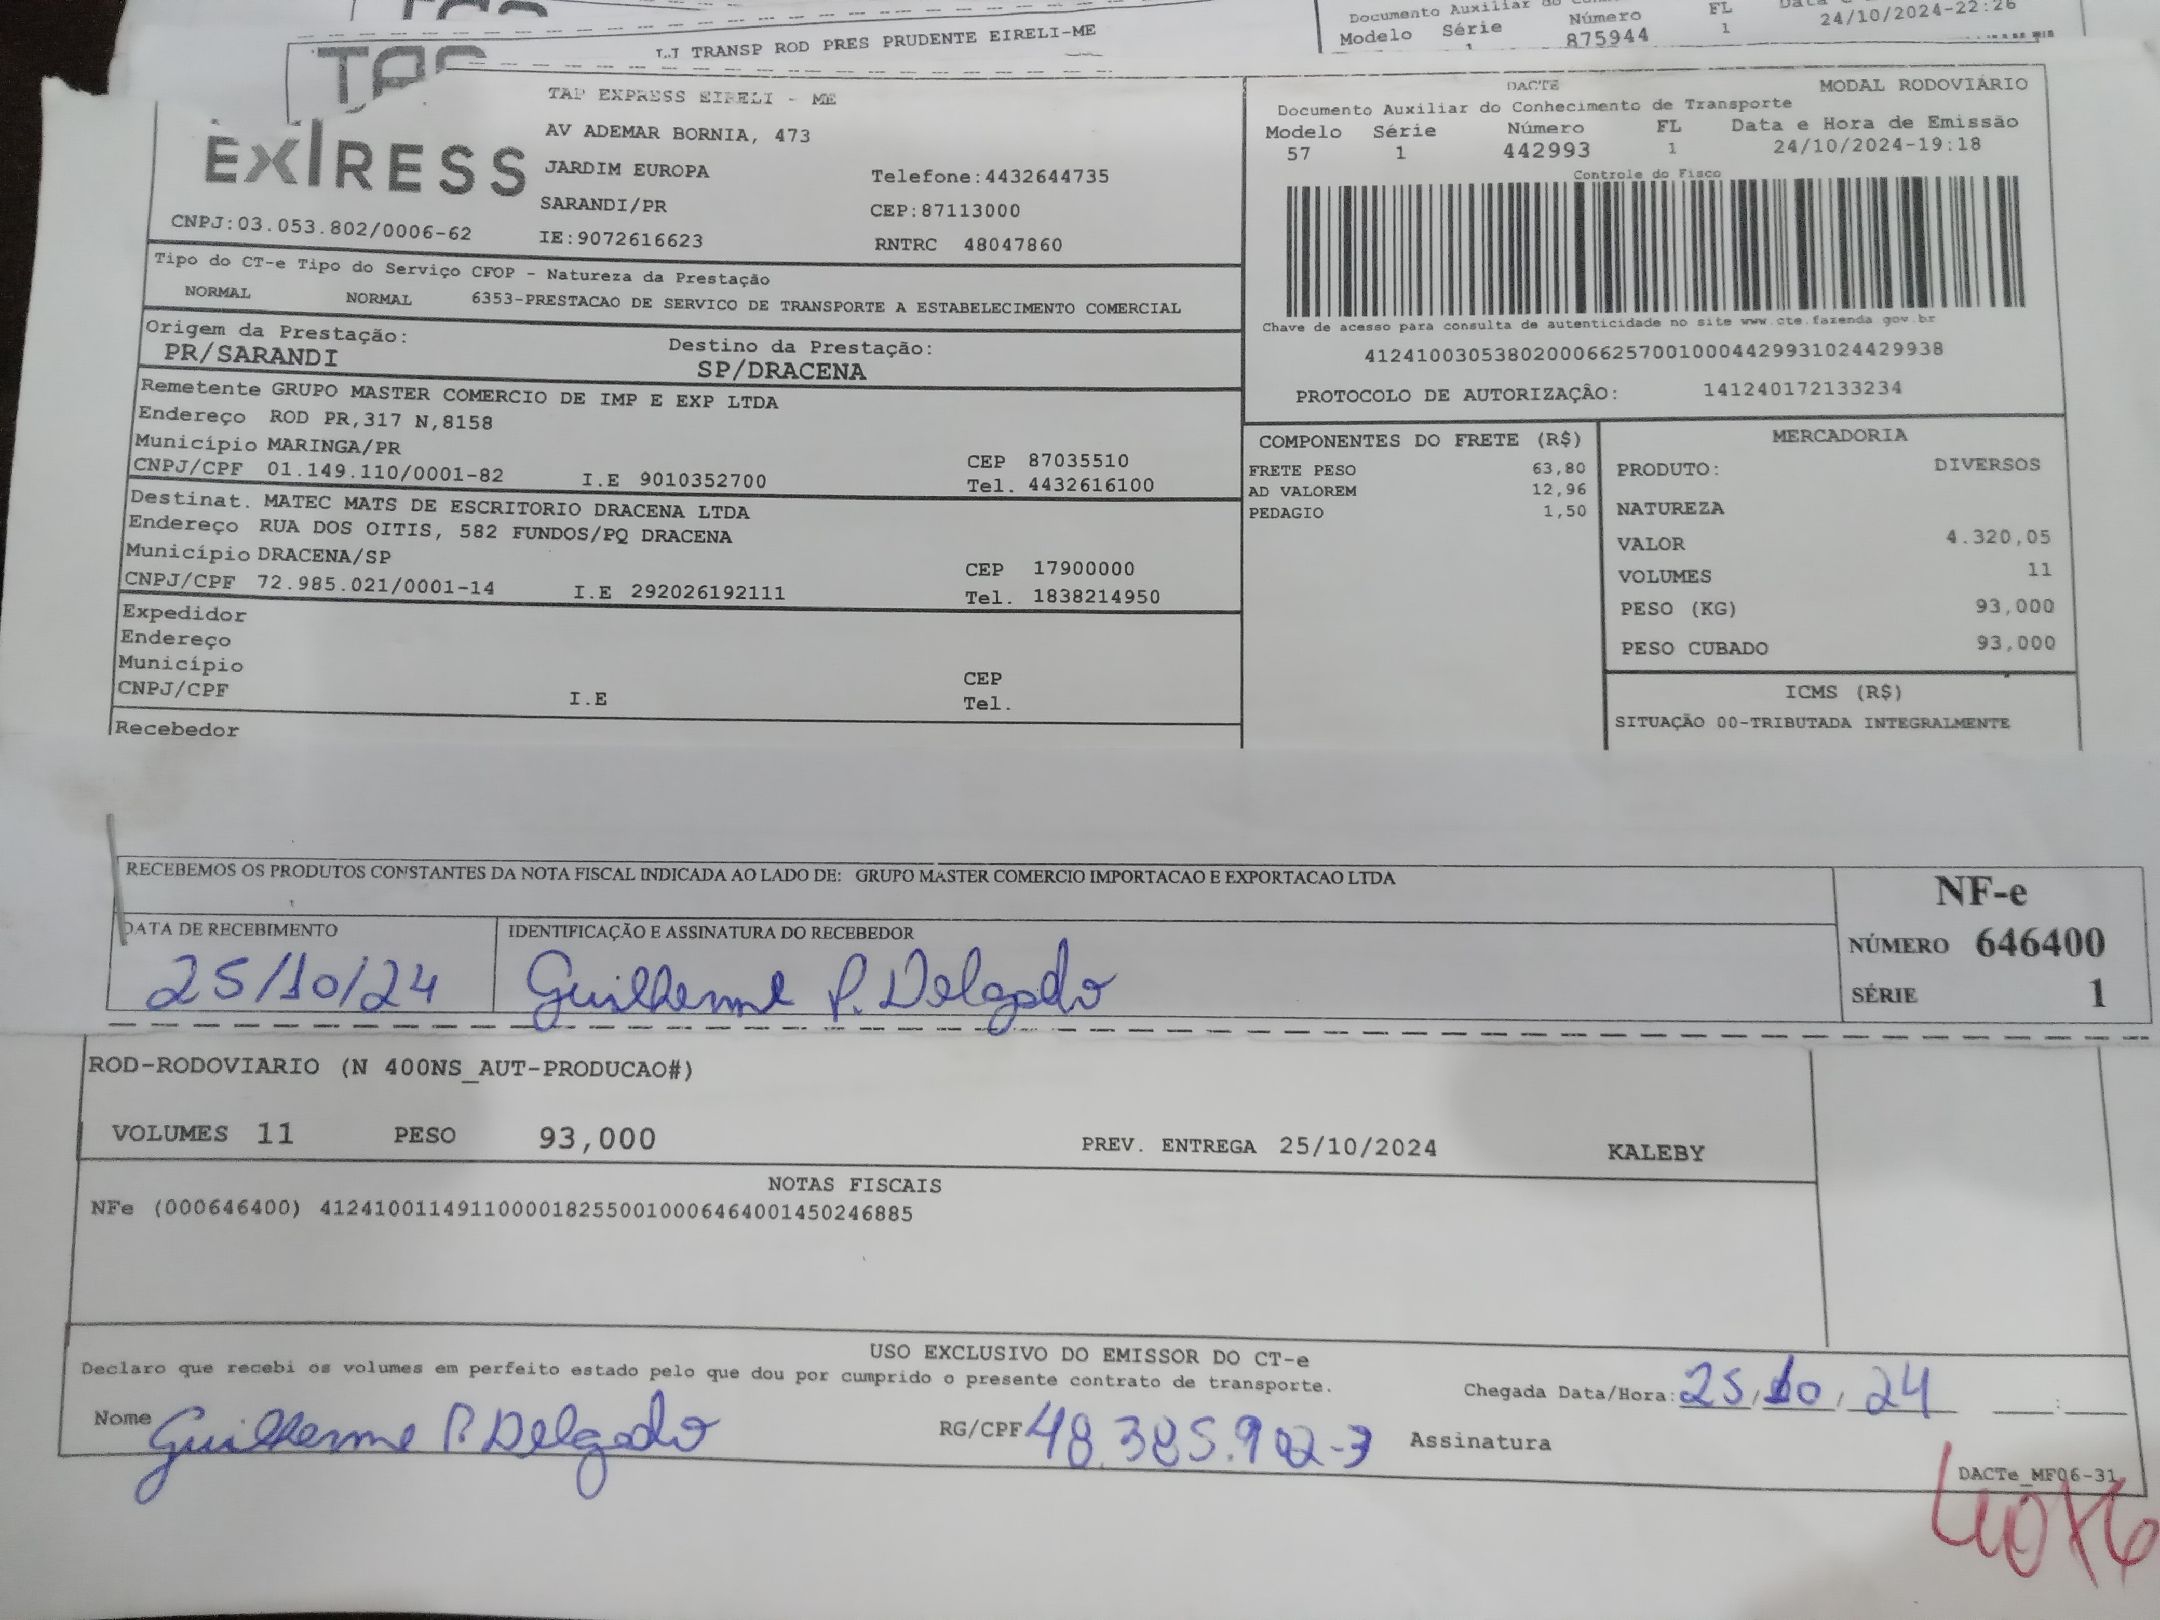 LJ TRANSP ROD PRES PRUDENTE EIRELI-ME
Documento Auxiliar do
Modelo Série Número FL
875944 1 24/10/2024-22:26
TAP EXPRESS EIRELI - ME
AV ADEMAR BORNIA, 473
JARDIM EUROPA Telefone:4432644735
SARANDI/PR CEP:87113000
CNPJ:03.053.802/0006-62 IE:9072616623 RNTRC 48047860
DACTE MODAL RODOVIÁRIO
Documento Auxiliar do Conhecimento de Transporte
Modelo Série Número FL Data e Hora de Emissão
57 1 442993 1 24/10/2024-19:18
Controle do Fisco
Chave de acesso para consulta de autenticidade no site www.cte.fazenda.gov.br
41241003053802000662570010004429931024429938
PROTOCOLO DE AUTORIZAÇÃO: 141240172133234
Tipo do CT-e Tipo do Serviço CFOP - Natureza da Prestação
NORMAL NORMAL 6353-PRESTACAO DE SERVICO DE TRANSPORTE A ESTABELECIMENTO COMERCIAL
Origem da Prestação: Destino da Prestação:
PR/SARANDI SP/DRACENA
Remetente GRUPO MASTER COMERCIO DE IMP E EXP LTDA
Endereço ROD PR,317 N,8158
Município MARINGA/PR CEP 87035510
CNPJ/CPF 01.149.110/0001-82 I.E 9010352700 Tel. 4432616100
Destinat. MATEC MATS DE ESCRITORIO DRACENA LTDA
Endereço RUA DOS OITIS, 582 FUNDOS/PQ DRACENA
Município DRACENA/SP CEP 17900000
CNPJ/CPF 72.985.021/0001-14 I.E 292026192111 Tel. 1838214950
Expedidor
Endereço
Município CEP
CNPJ/CPF I.E Tel.
Recebedor
COMPONENTES DO FRETE (R$)
FRETE PESO 63,80
AD VALOREM 12,96
PEDAGIO 1,50
MERCADORIA
PRODUTO: DIVERSOS
NATUREZA
VALOR 4.320,05
VOLUMES 11
PESO (KG) 93,000
PESO CUBADO 93,000
ICMS (R$)
SITUAÇÃO 00-TRIBUTADA INTEGRALMENTE
RECEBEMOS OS PRODUTOS CONSTANTES DA NOTA FISCAL INDICADA AO LADO DE: GRUPO MASTER COMERCIO IMPORTACAO E EXPORTACAO LTDA
DATA DE RECEBIMENTO IDENTIFICAÇÃO E ASSINATURA DO RECEBEDOR
25/10/24 Guilherme P. Delgado
NF-e
NÚMERO 646400
SÉRIE 1
ROD-RODOVIARIO (N 400NS_AUT-PRODUCAO#)
VOLUMES 11 PESO 93,000 PREV. ENTREGA 25/10/2024 KALEBY
NOTAS FISCAIS
NFe (000646400) 41241001149110000182550010006464001450246885
USO EXCLUSIVO DO EMISSOR DO CT-e
Declaro que recebi os volumes em perfeito estado pelo que dou por cumprido o presente contrato de transporte.
Chegada Data/Hora: 25/10/24 :
Nome Guilherme P. Delgado RG/CPF 48.385.902-3 Assinatura
DACTe_MF06-31